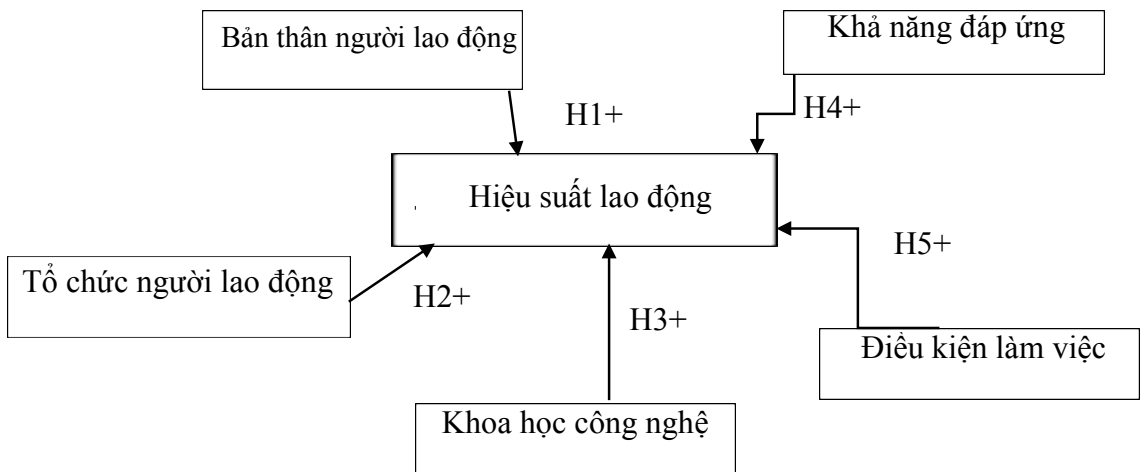 Bản thân người lao động
Khả năng đáp ứng
H1+
H4+
Hiệu suất lao động
H5+
Tổ chức người lao động
H2+
H3+
Điều kiện làm việc
Khoa học công nghệ